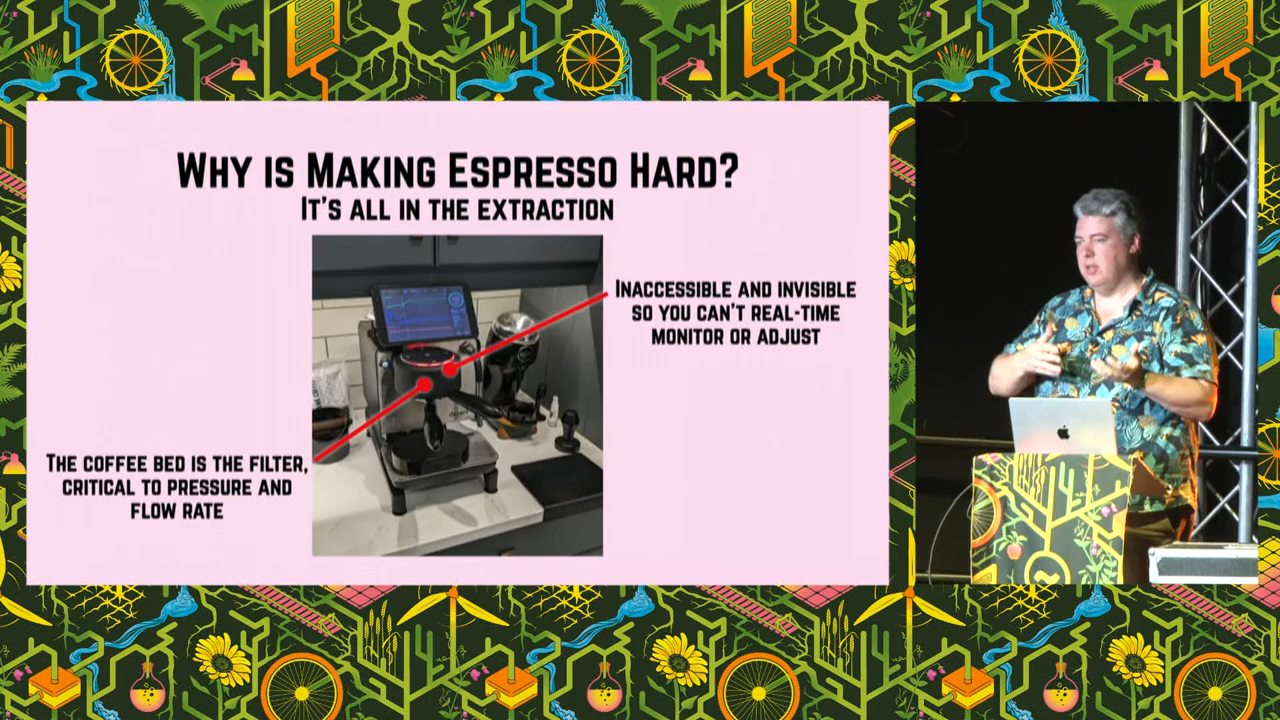 Why is Making Espresso Hard?
It's all in the extraction
Inaccessible and invisible
so you can't real-time
monitor or adjust
The coffee bed is the filter,
critical to pressure and
flow rate